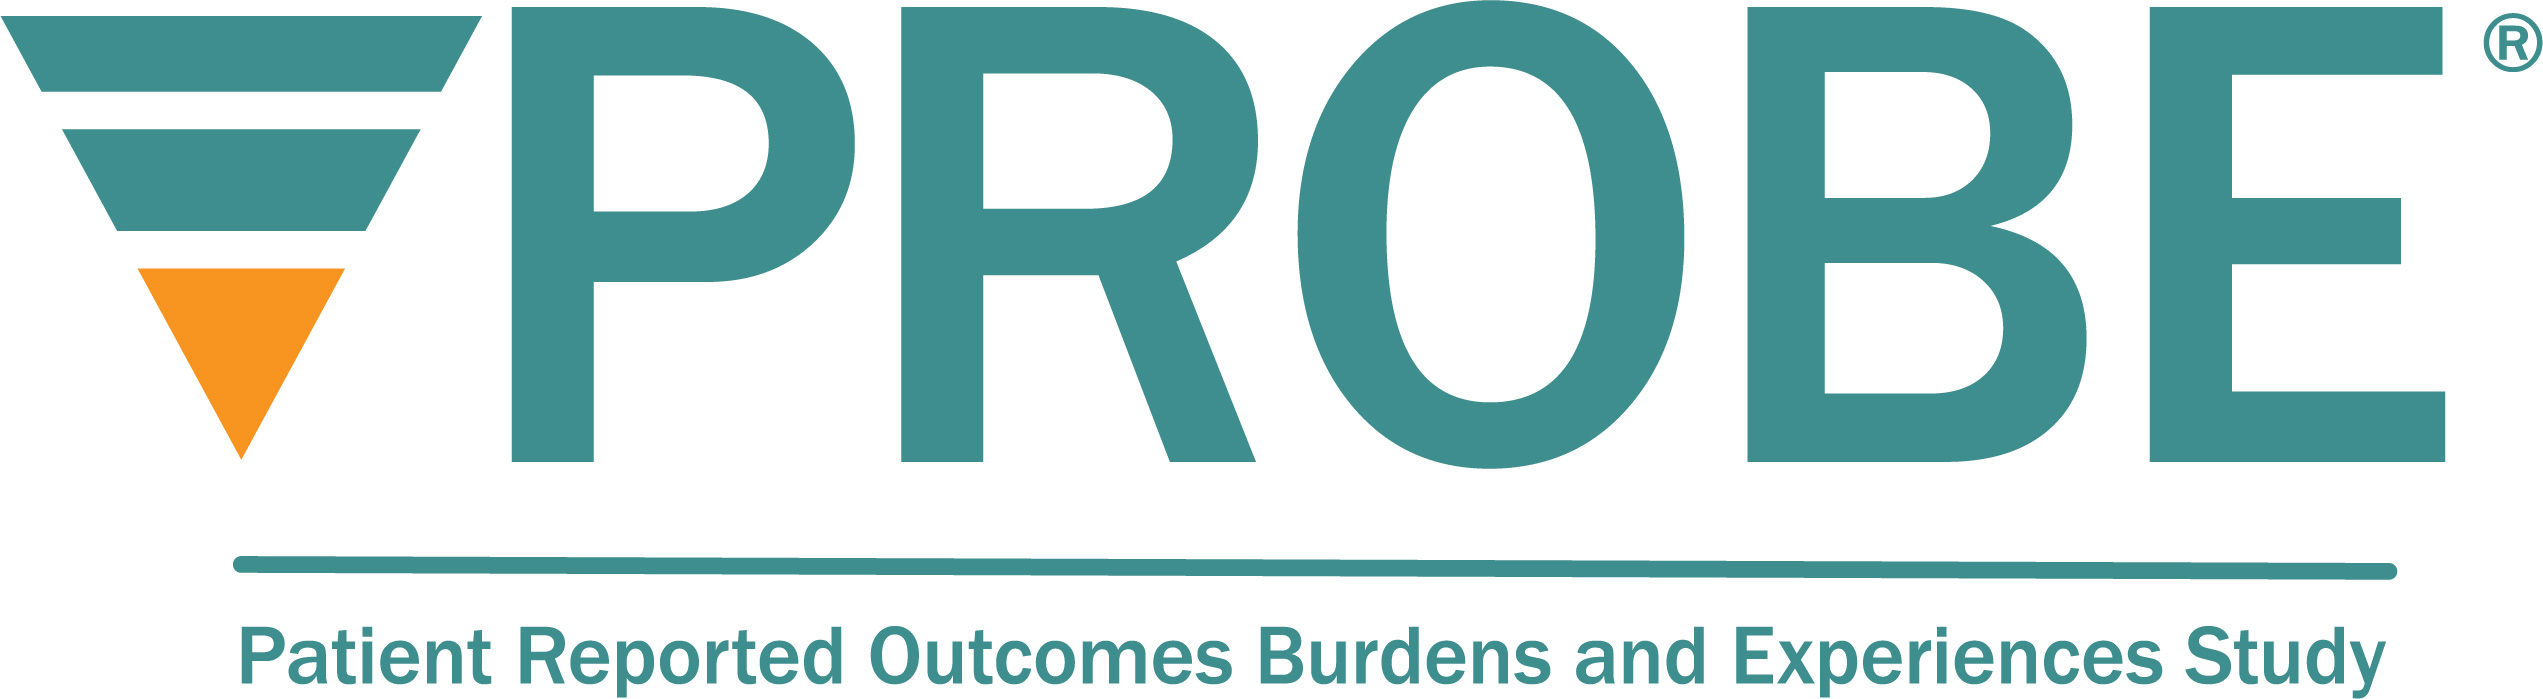 PROBE®
Patient Reported Outcomes Burdens and Experiences Study